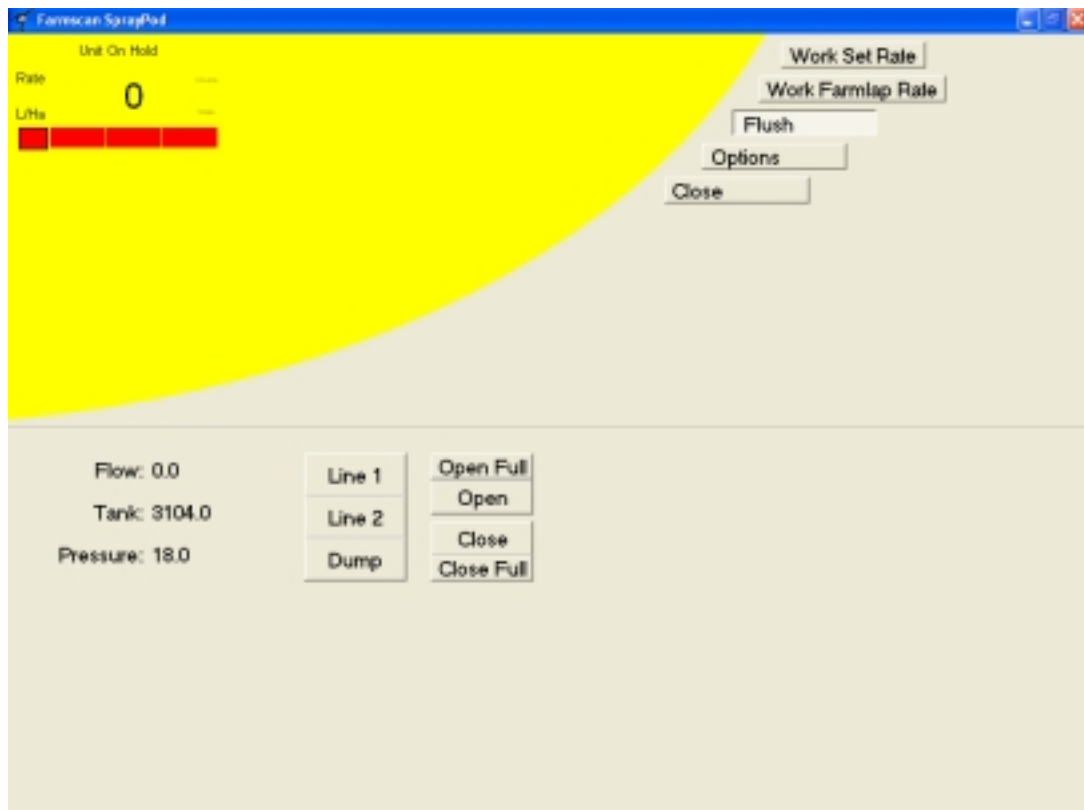 Farmscan SprayPod
Unit On Hold
Rate
0
L/Ha
Work Set Rate
Work Farmlap Rate
Flush
Options
Close
Flow: 0.0
Tank: 3104.0
Pressure: 18.0
Line 1
Line 2
Dump
Open Full
Open
Close
Close Full